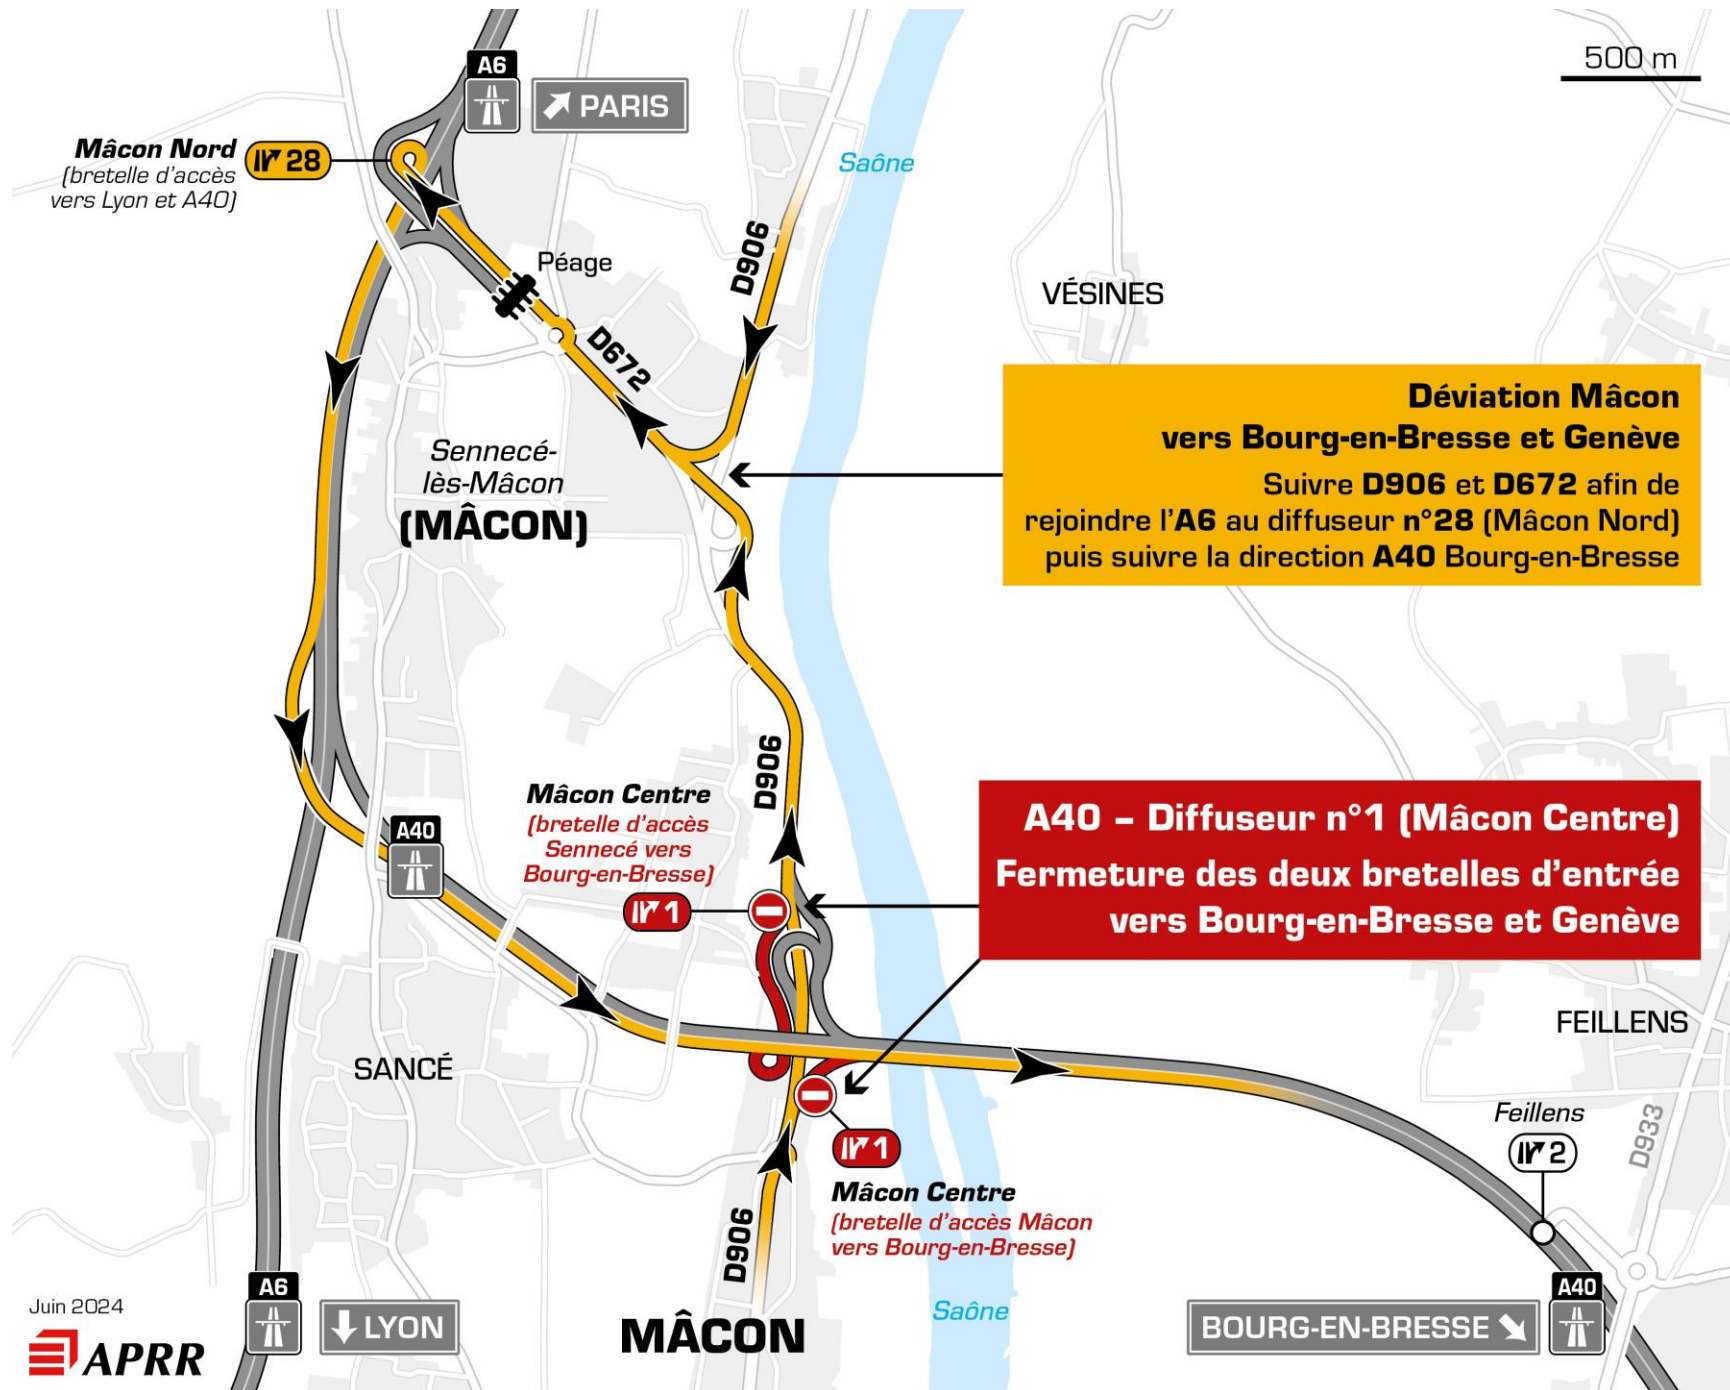 A6
PARIS
500 m
Mâcon Nord
(bretelle d'accès
vers Lyon et A40)
28
Saône
D906
Péage
D672
VÉSINES
Sennecé-
lès-Mâcon
(MÂCON)
Déviation Mâcon
vers Bourg-en-Bresse et Genève
Suivre D906 et D672 afin de
rejoindre l'A6 au diffuseur n°28 (Mâcon Nord)
puis suivre la direction A40 Bourg-en-Bresse
D906
Mâcon Centre
(bretelle d'accès
Sennecé vers
Bourg-en-Bresse)
1
A40
A40 – Diffuseur n°1 (Mâcon Centre)
Fermeture des deux bretelles d'entrée
vers Bourg-en-Bresse et Genève
SANCÉ
FEILLENS
Feillens
2
D933
1
Mâcon Centre
(bretelle d'accès Mâcon
vers Bourg-en-Bresse)
D906
Saône
MÂCON
A6
LYON
A40
BOURG-EN-BRESSE
Juin 2024
APRR